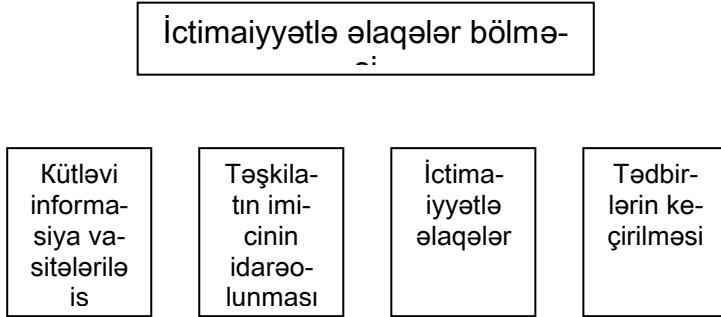 İctimaiyyətlə əlaqələr bölmə-
Kütləvi
informa-
siya va-
sitələrilə
is
Təşkila-
tın imi-
cinin
idarəo-
lunması
İctima-
iyyətlə
əlaqələr
Tədbir-
lərin ke-
çirilməsi